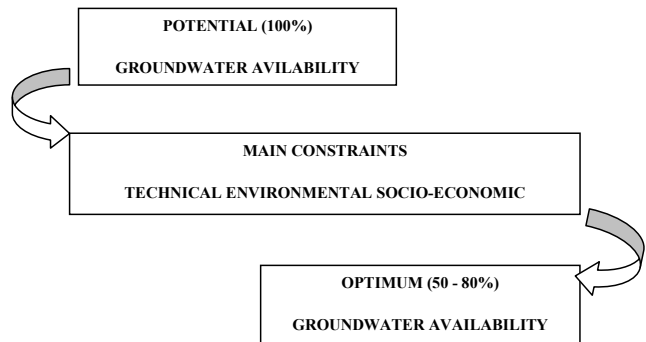 POTENTIAL (100%)
GROUNDWATER AVILABILITY
MAIN CONSTRAINTS
TECHNICAL ENVIRONMENTAL SOCIO-ECONOMIC
OPTIMUM (50 - 80%)
GROUNDWATER AVAILABILITY